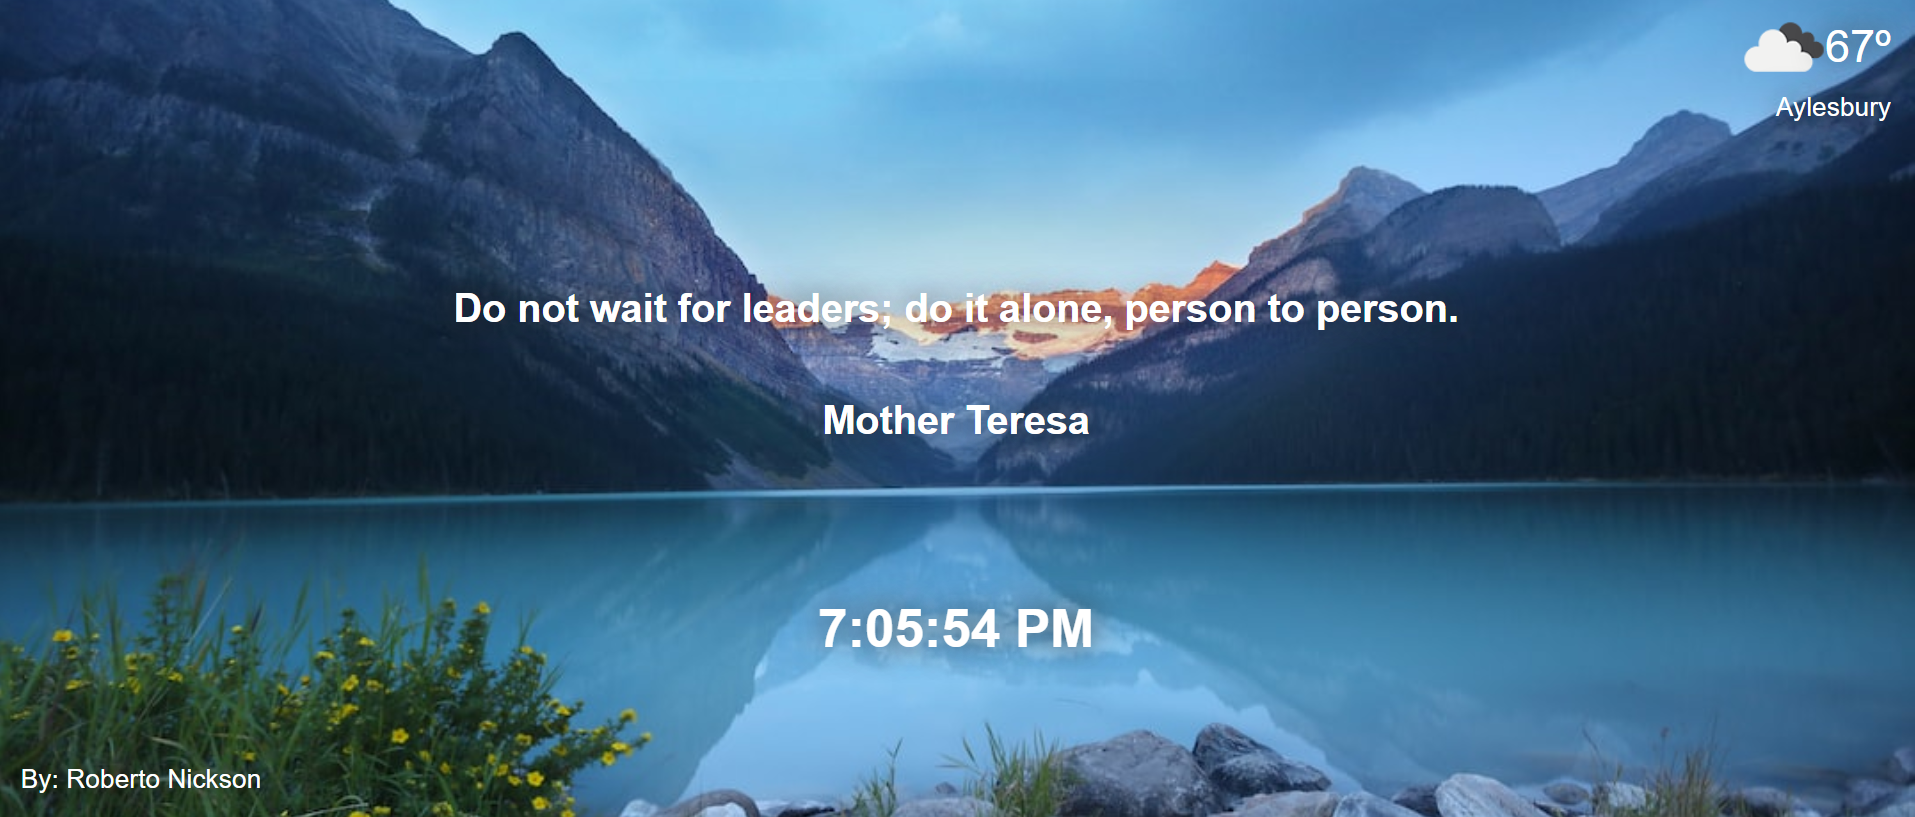 67º
Aylesbury
Do not wait for leaders; do it alone, person to person.
Mother Teresa
7:05:54 PM
By: Roberto Nickson